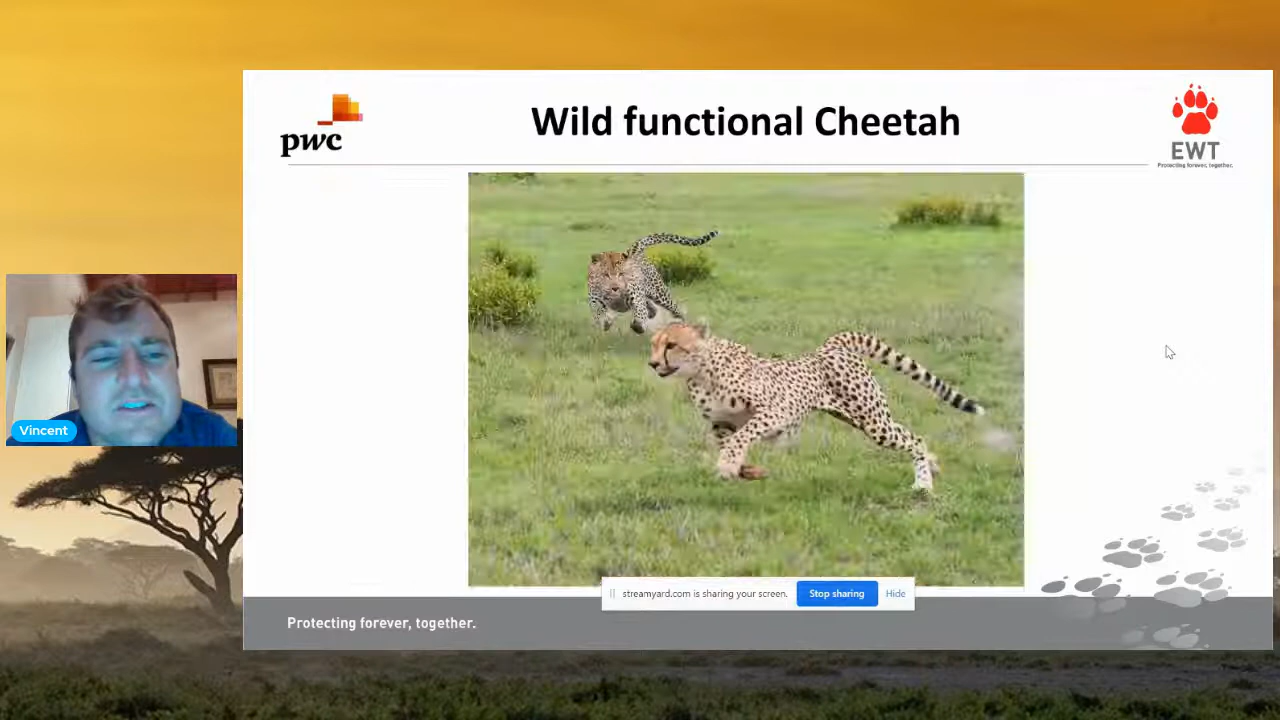 Wild functional Cheetah
pwc
EWT
Protecting forever, together.
Vincent
streamyard.com is sharing your screen.
Stop sharing
Hide
Protecting forever, together.